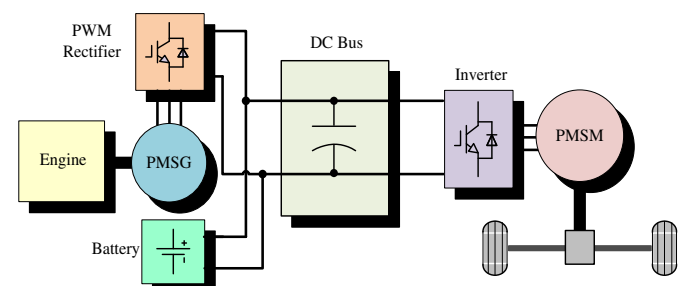 PWM
Rectifier
DC Bus
Inverter
Engine
PMSG
PMSM
Battery
+
-